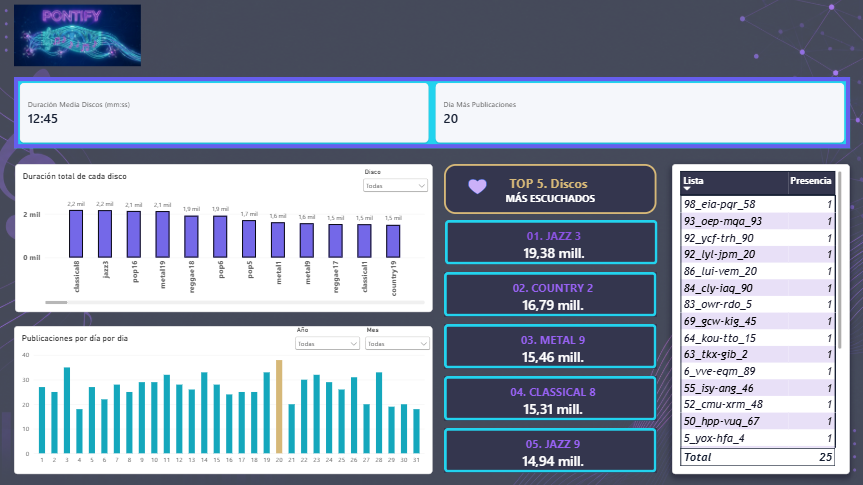 PONTIFY
Duración Media Discos (mm:ss)
12:45
Día Más Publicaciones
20
Duración total de cada disco
Disco
Todas
2 mil
0 mil
2,2 mil 2,2 mil 2,1 mil 2,1 mil 1,9 mil 1,9 mil 1,7 mil 1,6 mil 1,6 mil 1,5 mil 1,5 mil 1,5 mil
classical8 jazz3 pop16 metal19 reggae18 pop6 pop5 metal1 metal9 reggae17 classical1 country19
Publicaciones por día por dia
Año
Todas
Mes
Todas
40
30
20
10
0
1 2 3 4 5 6 7 8 9 10 11 12 13 14 15 16 17 18 19 20 21 22 23 24 25 26 27 28 29 30 31
TOP 5. Discos
MÁS ESCUCHADOS
01. JAZZ 3
19,38 mill.
02. COUNTRY 2
16,79 mill.
03. METAL 9
15,46 mill.
04. CLASSICAL 8
15,31 mill.
05. JAZZ 9
14,94 mill.
Lista Presencia
98_eia-pqr_58 1
93_oep-mqa_93 1
92_ycf-trh_90 1
92_lyl-jpm_20 1
86_lui-vem_20 1
84_cly-iaq_90 1
83_owr-rdo_5 1
69_gcw-kig_45 1
64_kou-tto_15 1
63_tkx-gib_2 1
6_vve-eqm_89 1
55_isy-ang_46 1
52_cmu-xrm_48 1
50_hpp-vuq_67 1
5_yox-hfa_4 1
Total 25